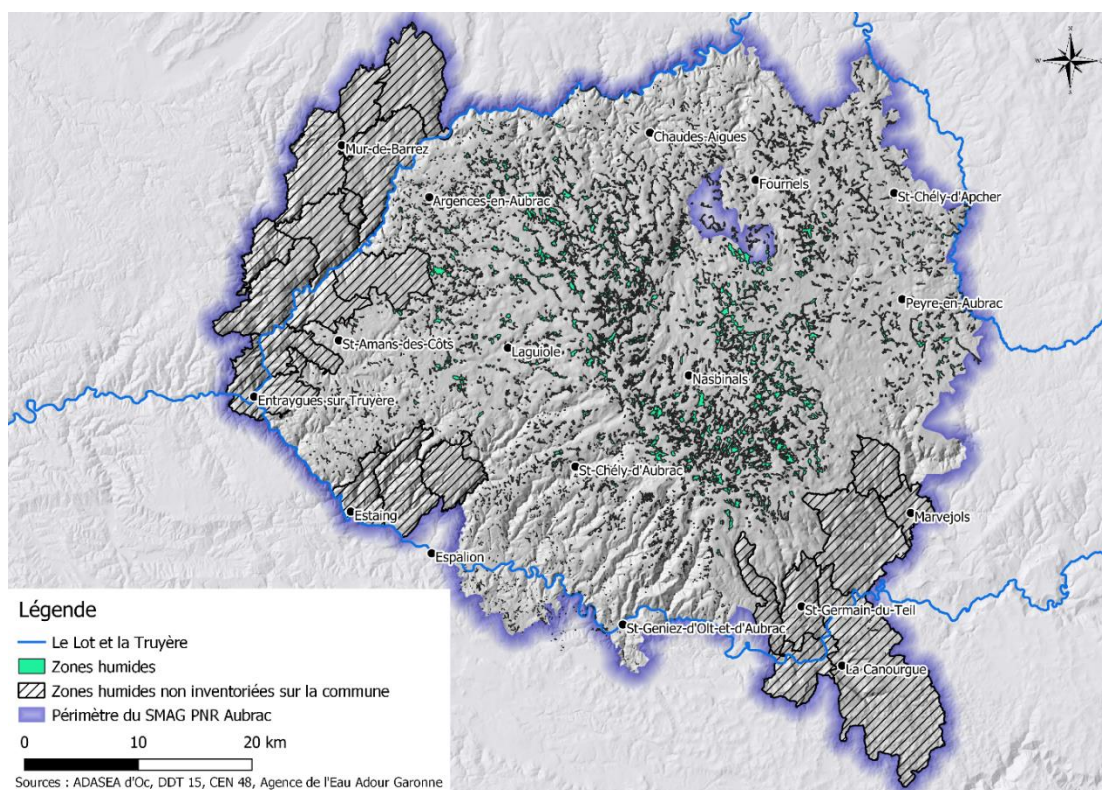 N
W
S
Mur-de-Barrez
Chaudes-Aigues
Fournels
St-Chély-d'Apcher
Argences-en-Aubrac
Peyre-en-Aubrac
St-Amans-des-Côts
Laguiole
Nasbinals
Entraygues-sur-Truyère
St-Chély-d'Aubrac
Estaing
Marvejols
Espalion
St-Germain-du-Teil
St-Geniez-d'Olt-et-d'Aubrac
La-Canourgue
Légende
Le Lot et la Truyère
Zones humides
Zones humides non inventoriées sur la commune
Périmètre du SMAG PNR Aubrac
0 10 20 km
Sources : ADASEA d'Oc, DDT 15, CEN 48, Agence de l'Eau Adour Garonne